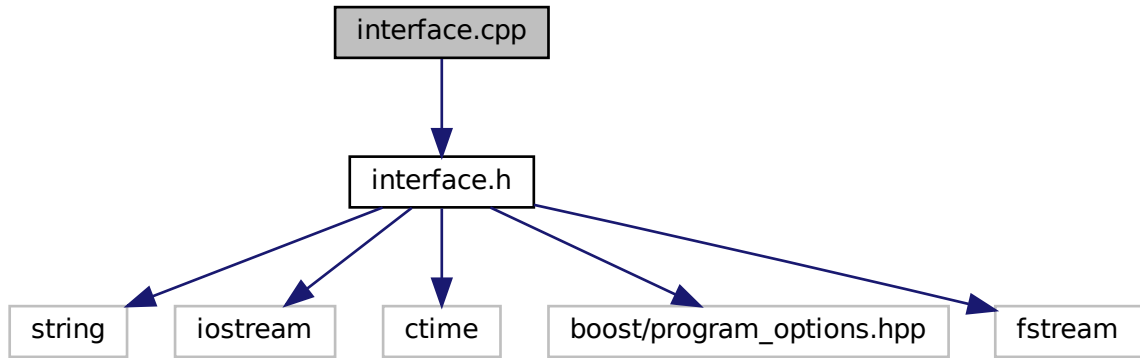 interface.cpp
interface.h
string
iostream
ctime
boost/program_options.hpp
fstream